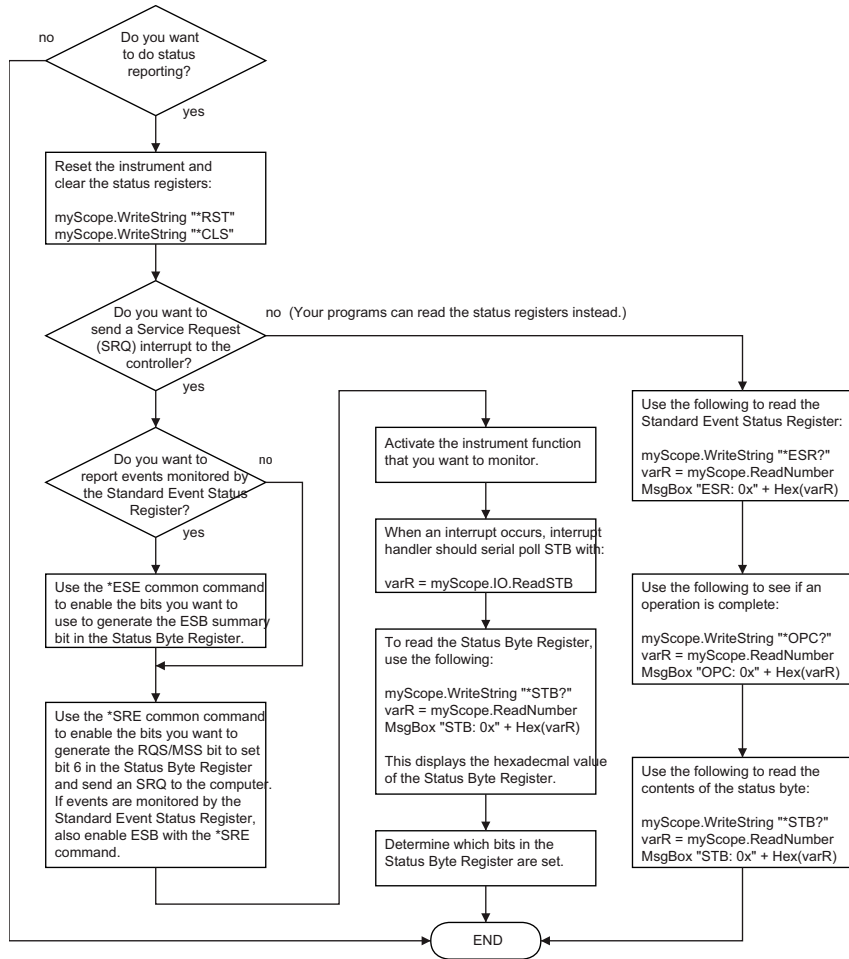 Do you want
to do status
reporting?
no
yes
Reset the instrument and
clear the status registers:
myScope.WriteString "*RST"
myScope.WriteString "*CLS"
Do you want to
send a Service Request
(SRQ) interrupt to the
controller?
no (Your programs can read the status registers instead.)
yes
Do you want to
report events monitored by
the Standard Event Status
Register?
no
yes
Use the *ESE common command
to enable the bits you want to
use to generate the ESB summary
bit in the Status Byte Register.
Use the *SRE common command
to enable the bits you want to
generate the RQS/MSS bit to set
bit 6 in the Status Byte Register
and send an SRQ to the computer.
If events are monitored by the
Standard Event Status Register,
also enable ESB with the *SRE
command.
Activate the instrument function
that you want to monitor.
When an interrupt occurs, interrupt
handler should serial poll STB with:
varR = myScope.IO.ReadSTB
To read the Status Byte Register,
use the following:
myScope.WriteString "*STB?"
varR = myScope.ReadNumber
MsgBox "STB: 0x" + Hex(varR)
This displays the hexadecmal value
of the Status Byte Register.
Determine which bits in the
Status Byte Register are set.
Use the following to read the
Standard Event Status Register:
myScope.WriteString "*ESR?"
varR = myScope.ReadNumber
MsgBox "ESR: 0x" + Hex(varR)
Use the following to see if an
operation is complete:
myScope.WriteString "*OPC?"
varR = myScope.ReadNumber
MsgBox "OPC: 0x" + Hex(varR)
Use the following to read the
contents of the status byte:
myScope.WriteString "*STB?"
varR = myScope.ReadNumber
MsgBox "STB: 0x" + Hex(varR)
END